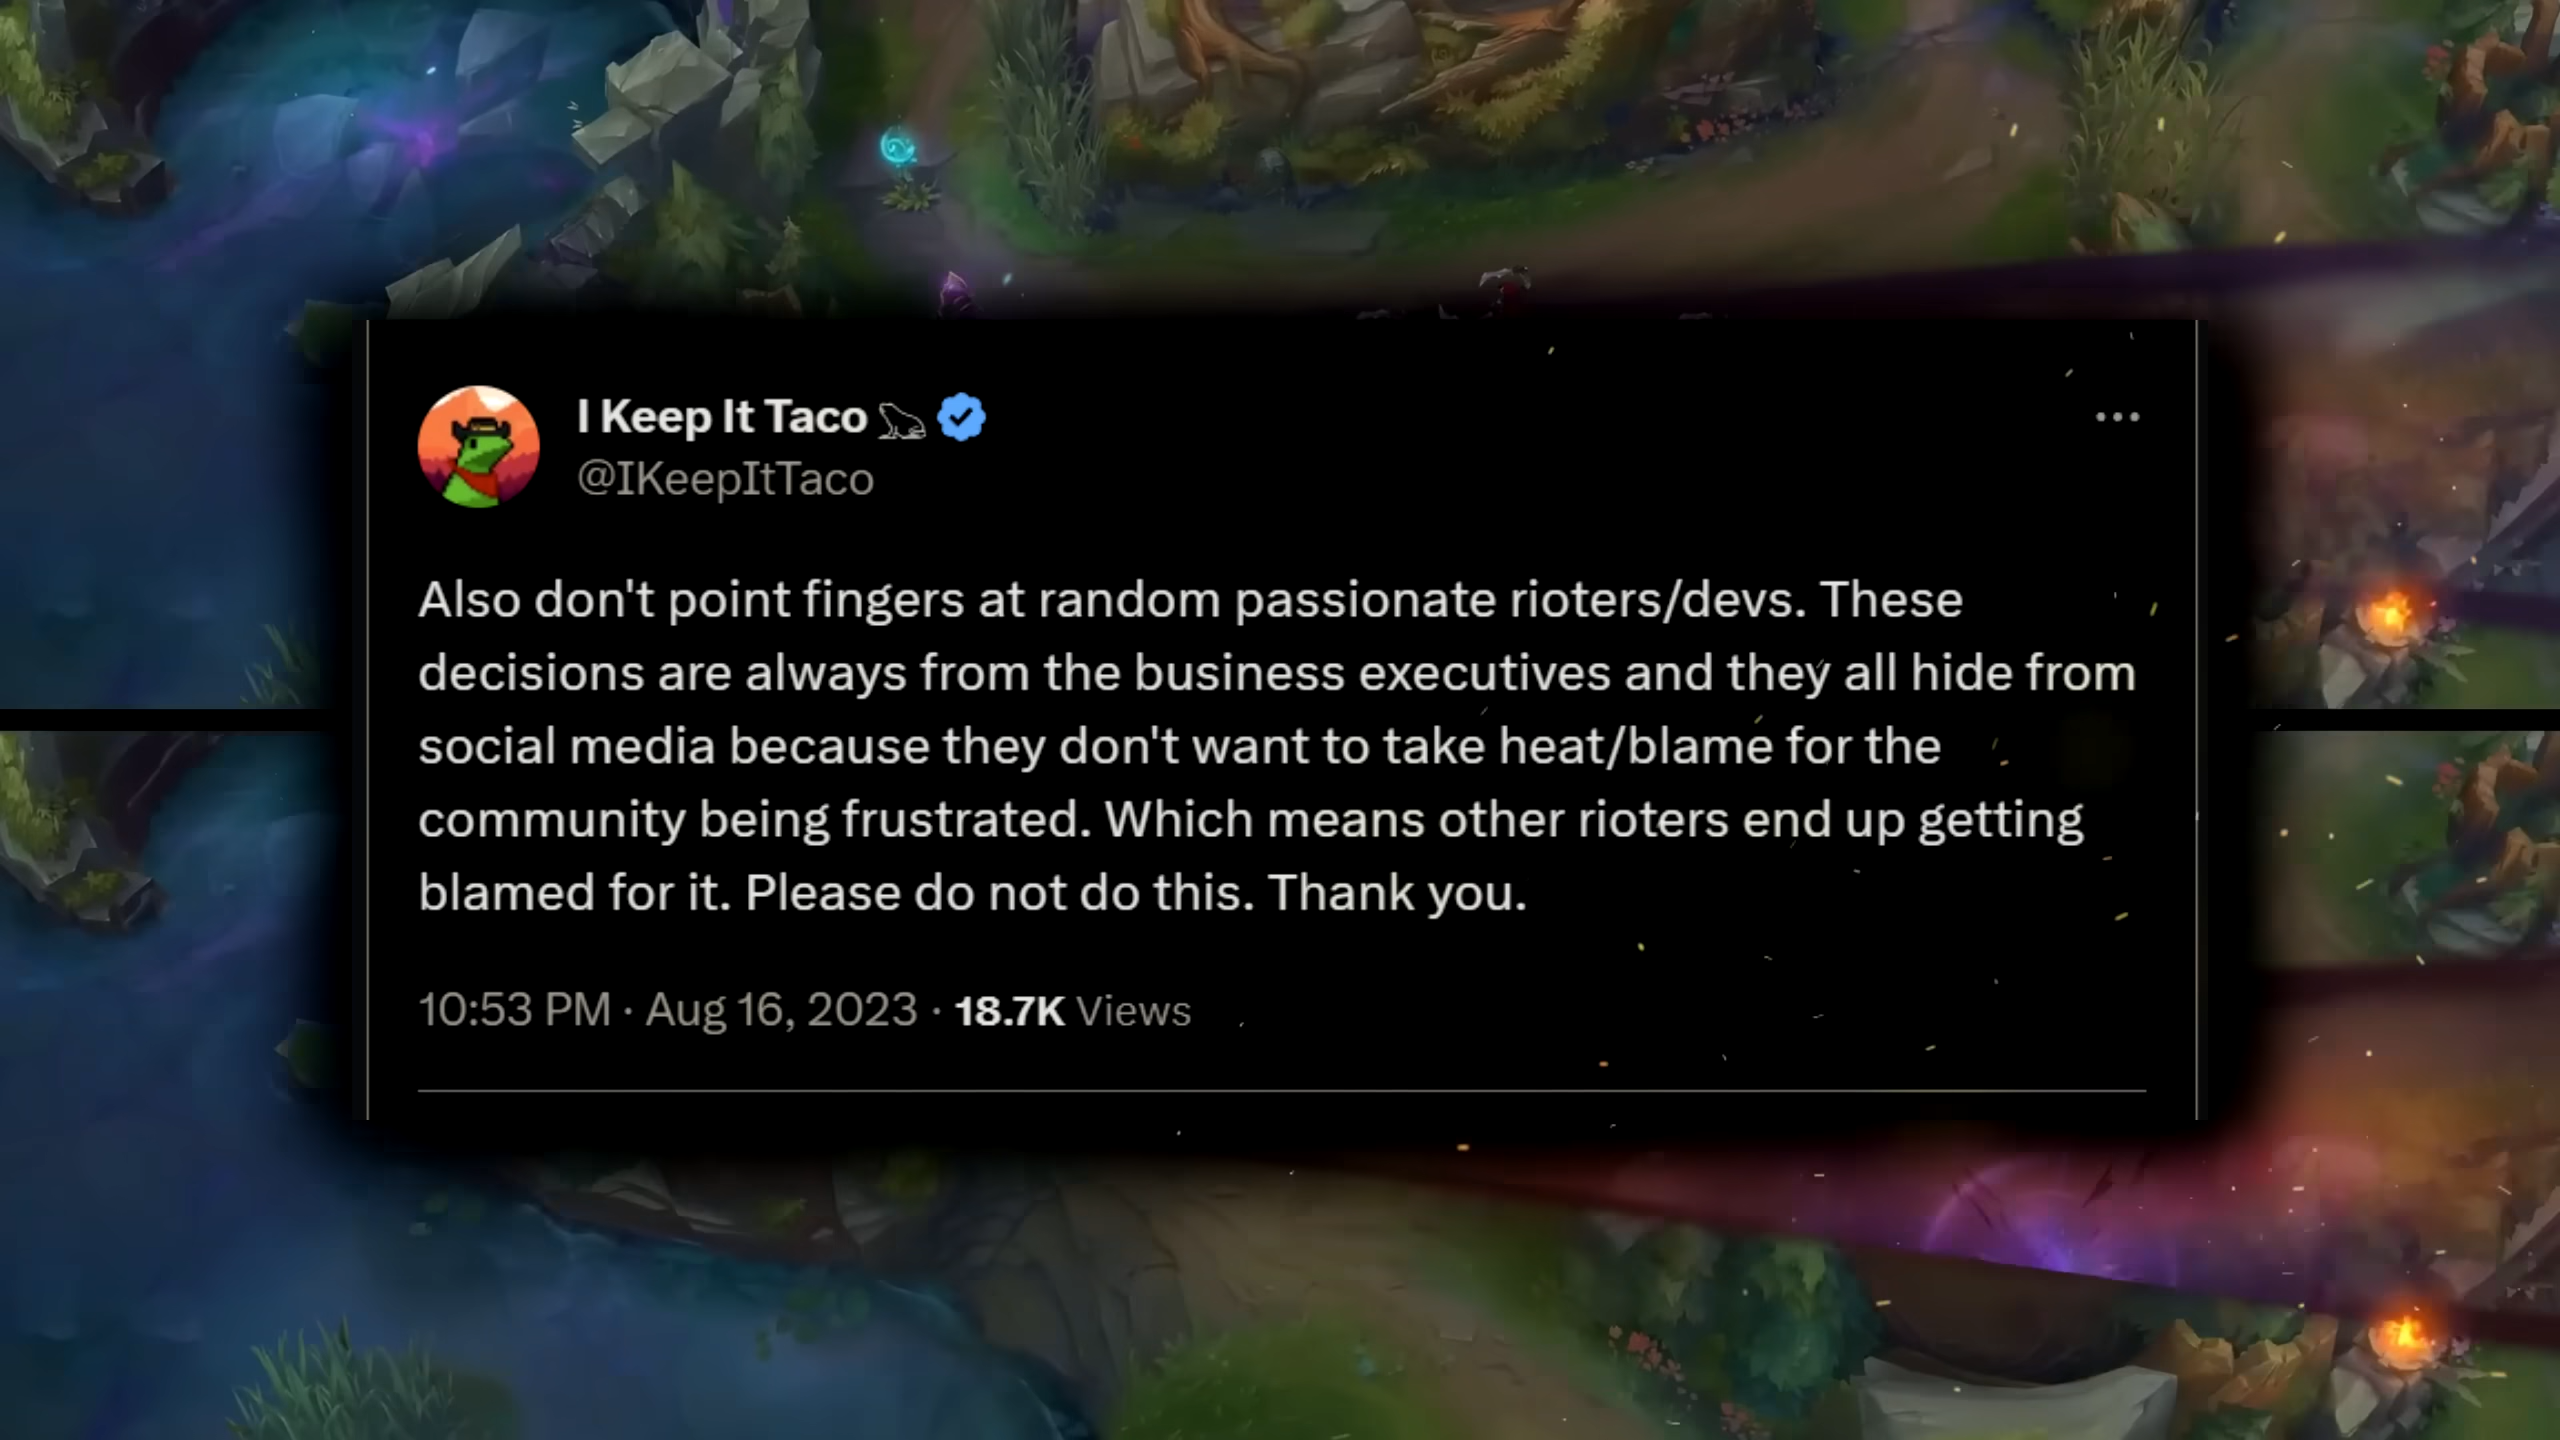 I Keep It Taco
@IKeepItTaco
Also don't point fingers at random passionate rioters/devs. These
decisions are always from the business executives and they all hide from
social media because they don't want to take heat/blame for the
community being frustrated. Which means other rioters end up getting
blamed for it. Please do not do this. Thank you.
10:53 PM · Aug 16, 2023 · 18.7K Views